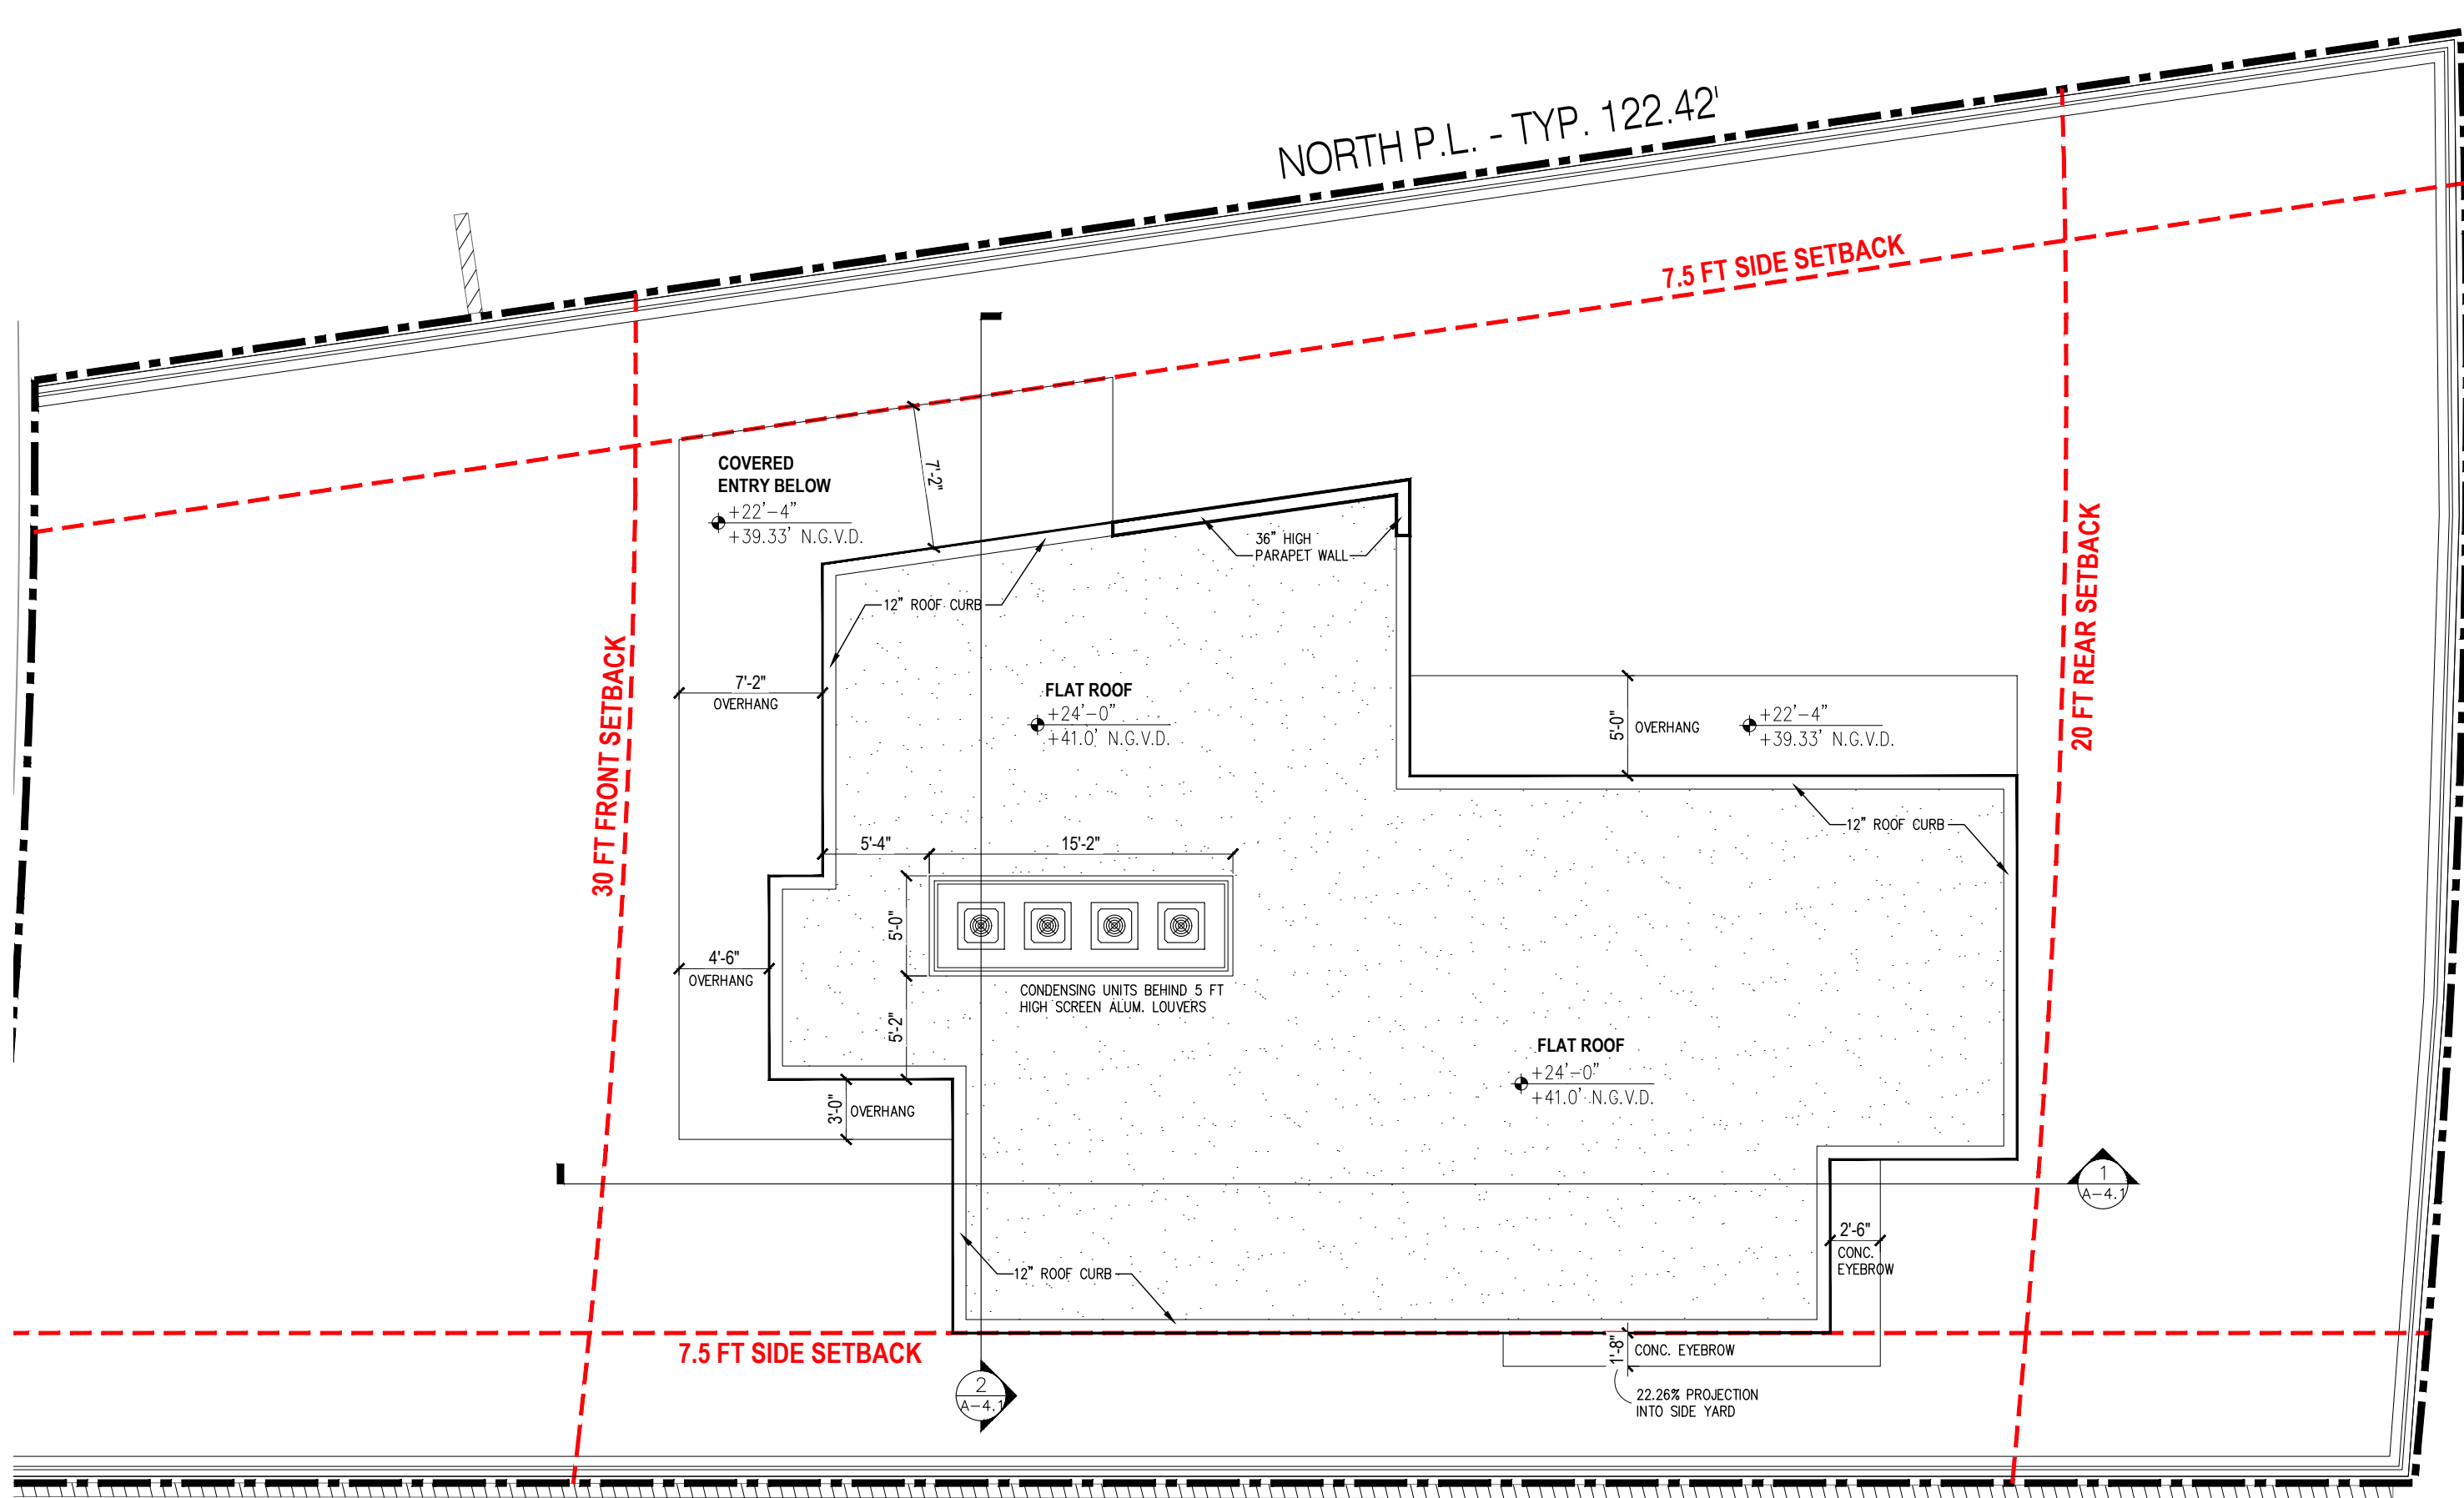 NORTH P.L. - TYP. 122.42'
7.5 FT SIDE SETBACK
COVERED
ENTRY BELOW
+22'-4"
+39.33' N.G.V.D.
7'-2"
36" HIGH
PARAPET WALL
12" ROOF CURB
30 FT FRONT SETBACK
20 FT REAR SETBACK
7'-2"
OVERHANG
FLAT ROOF
+24'-0"
+41.0' N.G.V.D.
5'-0"
OVERHANG
+22'-4"
+39.33' N.G.V.D.
12" ROOF CURB
5'-4"
15'-2"
5'-0"
4'-6"
OVERHANG
CONDENSING UNITS BEHIND 5 FT
HIGH SCREEN ALUM. LOUVERS
5'-2"
FLAT ROOF
+24'-0"
+41.0' N.G.V.D.
3'-0"
OVERHANG
1
A-4.1
2'-6"
CONC.
EYEBROW
12" ROOF CURB
7.5 FT SIDE SETBACK
1'-8"
CONC. EYEBROW
2
A-4.1
22.26% PROJECTION
INTO SIDE YARD